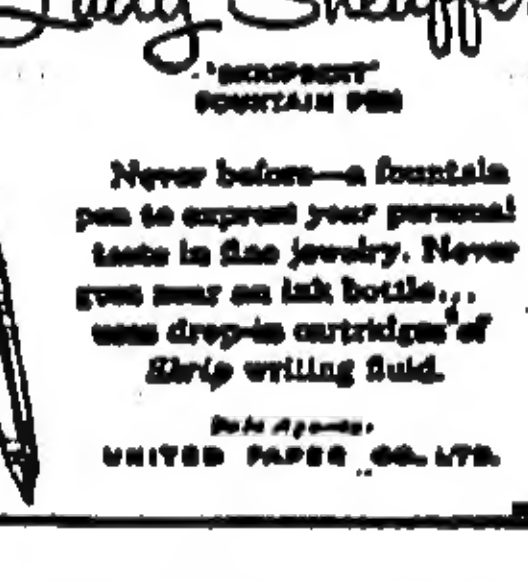 Lady Sheaffer
"SKRIPSERT"
FOUNTAIN PEN
Never before—a fountain
pen to express your personal
taste in fine jewelry. Never
goes near an ink bottle...
uses drop-in cartridges of
Skrip writing fluid.
Sole Agents:
UNITED PAPER CO. LTD.